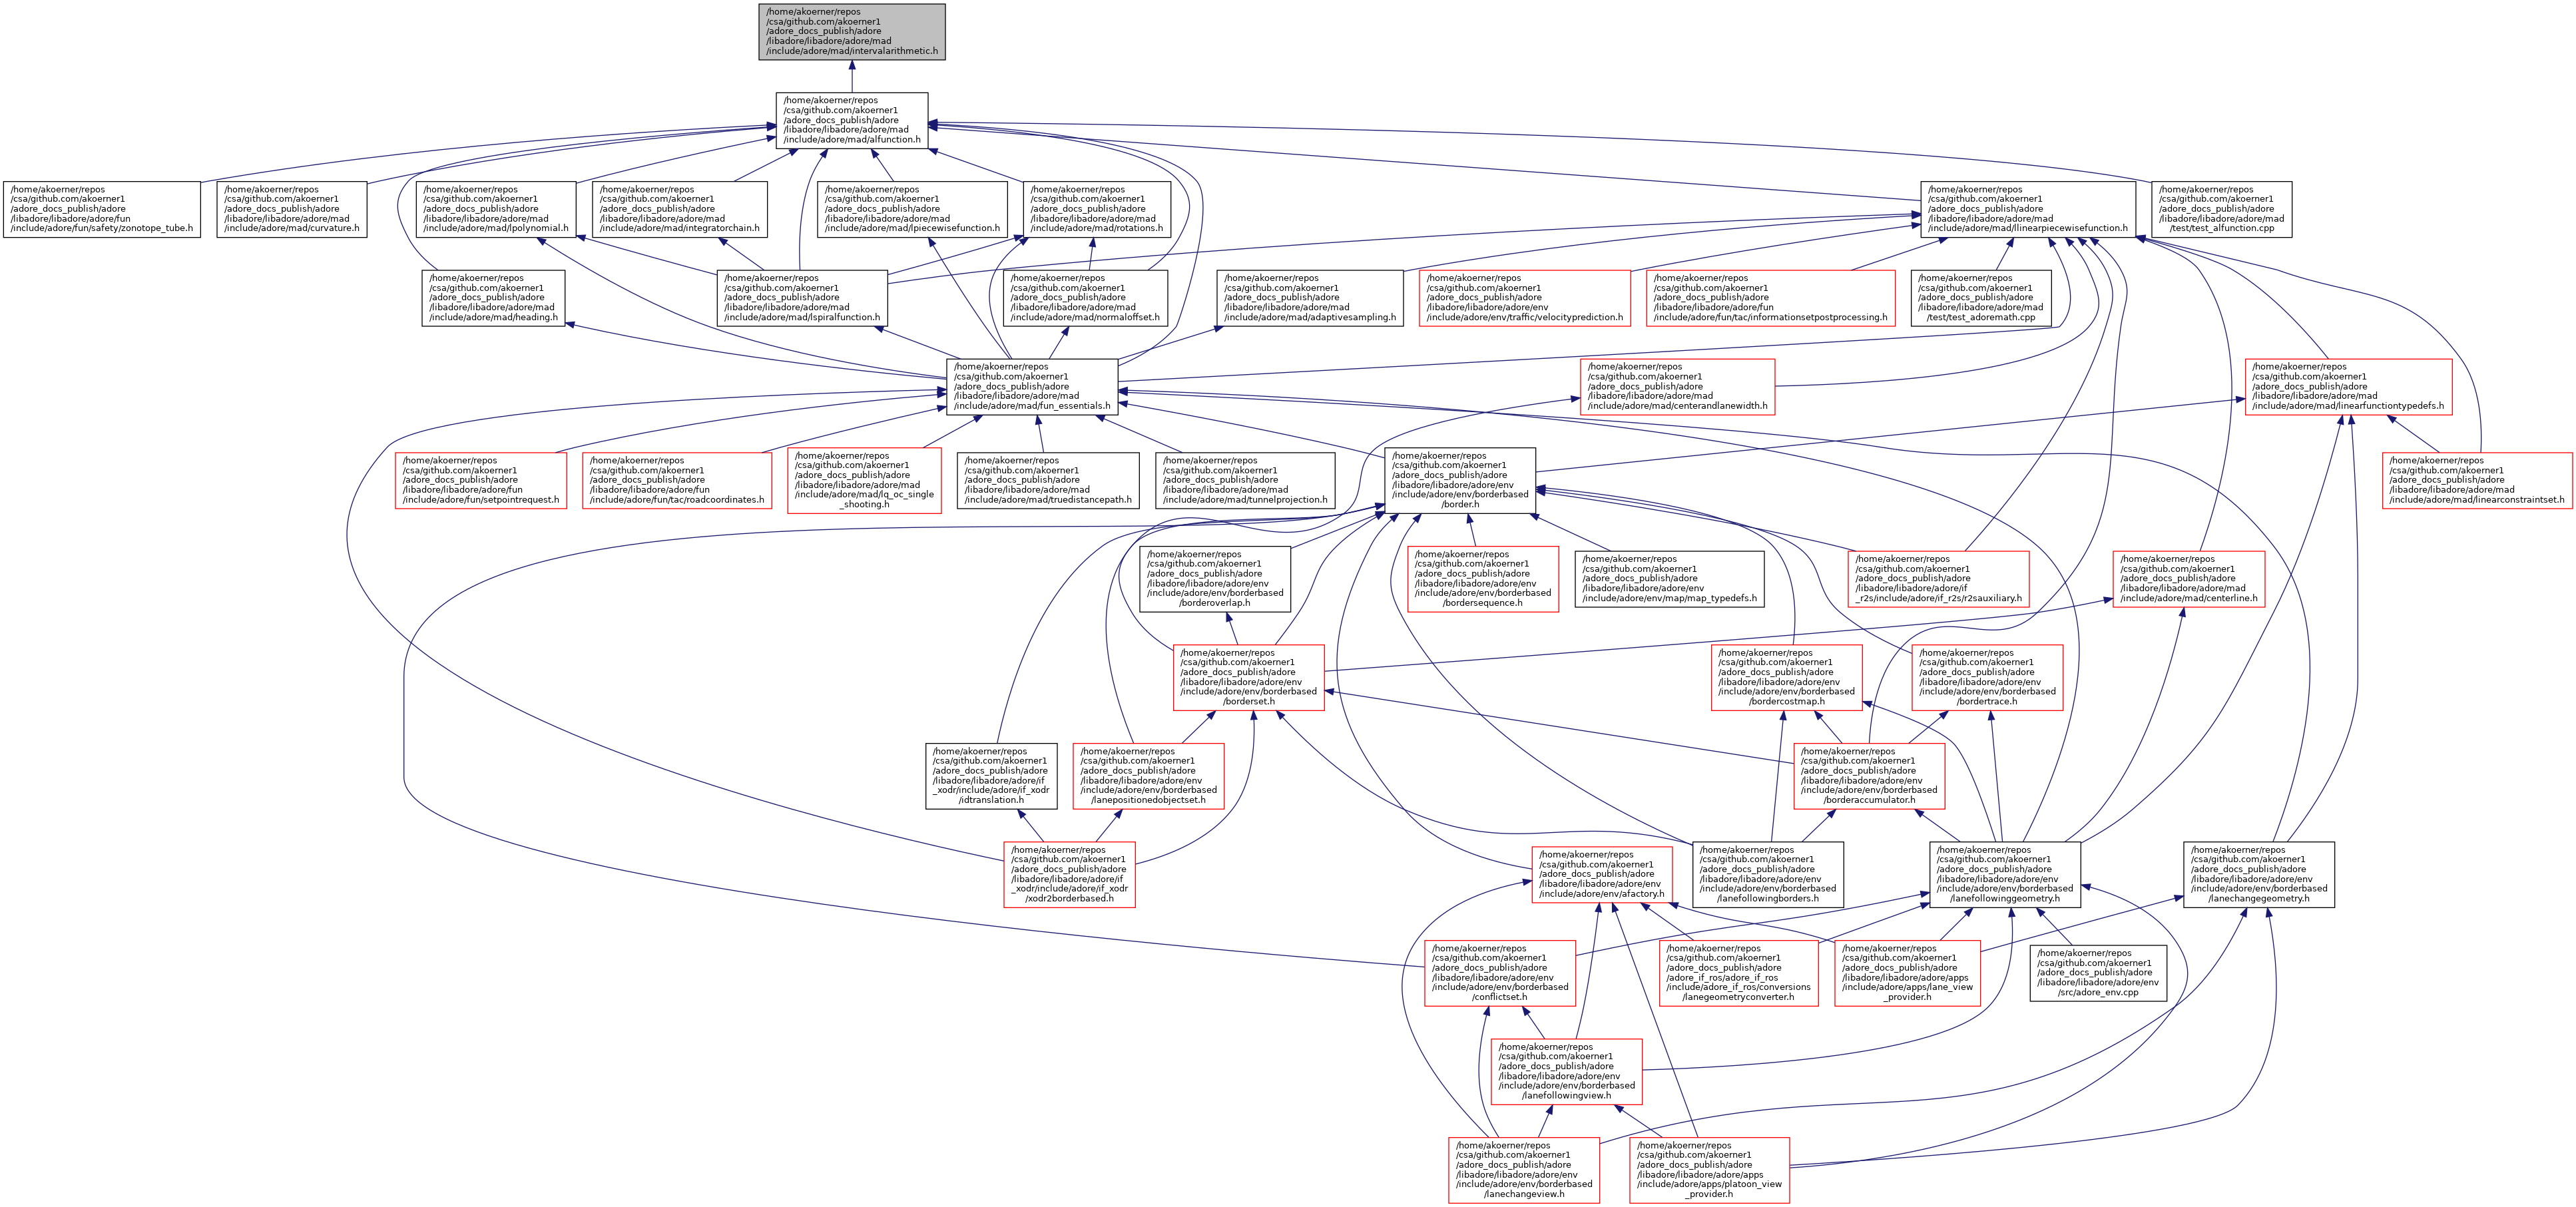 /home/akoerner/repos
/csa/github.com/akoerner1
/adore_docs_publish/adore
/libadore/libadore/adore/mad
/include/adore/mad/intervalarithmetic.h
/home/akoerner/repos
/csa/github.com/akoerner1
/adore_docs_publish/adore
/libadore/libadore/adore/mad
/include/adore/mad/alfunction.h
/home/akoerner/repos
/csa/github.com/akoerner1
/adore_docs_publish/adore
/libadore/libadore/adore/fun
/include/adore/fun/safety/zonotope_tube.h
/home/akoerner/repos
/csa/github.com/akoerner1
/adore_docs_publish/adore
/libadore/libadore/adore/mad
/include/adore/mad/curvature.h
/home/akoerner/repos
/csa/github.com/akoerner1
/adore_docs_publish/adore
/libadore/libadore/adore/mad
/include/adore/mad/lpolynomial.h
/home/akoerner/repos
/csa/github.com/akoerner1
/adore_docs_publish/adore
/libadore/libadore/adore/mad
/include/adore/mad/integratorchain.h
/home/akoerner/repos
/csa/github.com/akoerner1
/adore_docs_publish/adore
/libadore/libadore/adore/mad
/include/adore/mad/lpiecewisefunction.h
/home/akoerner/repos
/csa/github.com/akoerner1
/adore_docs_publish/adore
/libadore/libadore/adore/mad
/include/adore/mad/rotations.h
/home/akoerner/repos
/csa/github.com/akoerner1
/adore_docs_publish/adore
/libadore/libadore/adore/mad
/include/adore/mad/llinearpiecewisefunction.h
/home/akoerner/repos
/csa/github.com/akoerner1
/adore_docs_publish/adore
/libadore/libadore/adore/mad
/test/test_alfunction.cpp
/home/akoerner/repos
/csa/github.com/akoerner1
/adore_docs_publish/adore
/libadore/libadore/adore/mad
/include/adore/mad/heading.h
/home/akoerner/repos
/csa/github.com/akoerner1
/adore_docs_publish/adore
/libadore/libadore/adore/mad
/include/adore/mad/lspiralfunction.h
/home/akoerner/repos
/csa/github.com/akoerner1
/adore_docs_publish/adore
/libadore/libadore/adore/mad
/include/adore/mad/normaloffset.h
/home/akoerner/repos
/csa/github.com/akoerner1
/adore_docs_publish/adore
/libadore/libadore/adore/mad
/include/adore/mad/adaptivesampling.h
/home/akoerner/repos
/csa/github.com/akoerner1
/adore_docs_publish/adore
/libadore/libadore/adore/env
/include/adore/env/traffic/velocityprediction.h
/home/akoerner/repos
/csa/github.com/akoerner1
/adore_docs_publish/adore
/libadore/libadore/adore/fun
/include/adore/fun/tac/informationsetpostprocessing.h
/home/akoerner/repos
/csa/github.com/akoerner1
/adore_docs_publish/adore
/libadore/libadore/adore/mad
/test/test_adoremath.cpp
/home/akoerner/repos
/csa/github.com/akoerner1
/adore_docs_publish/adore
/libadore/libadore/adore/mad
/include/adore/mad/fun_essentials.h
/home/akoerner/repos
/csa/github.com/akoerner1
/adore_docs_publish/adore
/libadore/libadore/adore/mad
/include/adore/mad/centerandlanewidth.h
/home/akoerner/repos
/csa/github.com/akoerner1
/adore_docs_publish/adore
/libadore/libadore/adore/mad
/include/adore/mad/linearfunctiontypedefs.h
/home/akoerner/repos
/csa/github.com/akoerner1
/adore_docs_publish/adore
/libadore/libadore/adore/fun
/include/adore/fun/setpointrequest.h
/home/akoerner/repos
/csa/github.com/akoerner1
/adore_docs_publish/adore
/libadore/libadore/adore/fun
/include/adore/fun/tac/roadcoordinates.h
/home/akoerner/repos
/csa/github.com/akoerner1
/adore_docs_publish/adore
/libadore/libadore/adore/mad
/include/adore/mad/lq_oc_single
_shooting.h
/home/akoerner/repos
/csa/github.com/akoerner1
/adore_docs_publish/adore
/libadore/libadore/adore/mad
/include/adore/mad/truedistancepath.h
/home/akoerner/repos
/csa/github.com/akoerner1
/adore_docs_publish/adore
/libadore/libadore/adore/mad
/include/adore/mad/tunnelprojection.h
/home/akoerner/repos
/csa/github.com/akoerner1
/adore_docs_publish/adore
/libadore/libadore/adore/env
/include/adore/env/borderbased
/border.h
/home/akoerner/repos
/csa/github.com/akoerner1
/adore_docs_publish/adore
/libadore/libadore/adore/mad
/include/adore/mad/linearconstraintset.h
/home/akoerner/repos
/csa/github.com/akoerner1
/adore_docs_publish/adore
/libadore/libadore/adore/env
/include/adore/env/borderbased
/borderoverlap.h
/home/akoerner/repos
/csa/github.com/akoerner1
/adore_docs_publish/adore
/libadore/libadore/adore/env
/include/adore/env/borderbased
/bordersequence.h
/home/akoerner/repos
/csa/github.com/akoerner1
/adore_docs_publish/adore
/libadore/libadore/adore/env
/include/adore/env/map/map_typedefs.h
/home/akoerner/repos
/csa/github.com/akoerner1
/adore_docs_publish/adore
/libadore/libadore/adore/if
_r2s/include/adore/if_r2s/r2sauxiliary.h
/home/akoerner/repos
/csa/github.com/akoerner1
/adore_docs_publish/adore
/libadore/libadore/adore/mad
/include/adore/mad/centerline.h
/home/akoerner/repos
/csa/github.com/akoerner1
/adore_docs_publish/adore
/libadore/libadore/adore/env
/include/adore/env/borderbased
/borderset.h
/home/akoerner/repos
/csa/github.com/akoerner1
/adore_docs_publish/adore
/libadore/libadore/adore/env
/include/adore/env/borderbased
/bordercostmap.h
/home/akoerner/repos
/csa/github.com/akoerner1
/adore_docs_publish/adore
/libadore/libadore/adore/env
/include/adore/env/borderbased
/bordertrace.h
/home/akoerner/repos
/csa/github.com/akoerner1
/adore_docs_publish/adore
/libadore/libadore/adore/if
_xodr/include/adore/if_xodr
/idtranslation.h
/home/akoerner/repos
/csa/github.com/akoerner1
/adore_docs_publish/adore
/libadore/libadore/adore/env
/include/adore/env/borderbased
/lanepositionedobjectset.h
/home/akoerner/repos
/csa/github.com/akoerner1
/adore_docs_publish/adore
/libadore/libadore/adore/env
/include/adore/env/borderbased
/borderaccumulator.h
/home/akoerner/repos
/csa/github.com/akoerner1
/adore_docs_publish/adore
/libadore/libadore/adore/if
_xodr/include/adore/if_xodr
/xodr2borderbased.h
/home/akoerner/repos
/csa/github.com/akoerner1
/adore_docs_publish/adore
/libadore/libadore/adore/env
/include/adore/env/afactory.h
/home/akoerner/repos
/csa/github.com/akoerner1
/adore_docs_publish/adore
/libadore/libadore/adore/env
/include/adore/env/borderbased
/lanefollowingborders.h
/home/akoerner/repos
/csa/github.com/akoerner1
/adore_docs_publish/adore
/libadore/libadore/adore/env
/include/adore/env/borderbased
/lanefollowinggeometry.h
/home/akoerner/repos
/csa/github.com/akoerner1
/adore_docs_publish/adore
/libadore/libadore/adore/env
/include/adore/env/borderbased
/lanechangegeometry.h
/home/akoerner/repos
/csa/github.com/akoerner1
/adore_docs_publish/adore
/libadore/libadore/adore/env
/include/adore/env/borderbased
/conflictset.h
/home/akoerner/repos
/csa/github.com/akoerner1
/adore_docs_publish/adore
/adore_if_ros/adore_if_ros
/include/adore_if_ros/conversions
/lanegeometryconverter.h
/home/akoerner/repos
/csa/github.com/akoerner1
/adore_docs_publish/adore
/libadore/libadore/adore/apps
/include/adore/apps/lane_view
_provider.h
/home/akoerner/repos
/csa/github.com/akoerner1
/adore_docs_publish/adore
/libadore/libadore/adore/env
/src/adore_env.cpp
/home/akoerner/repos
/csa/github.com/akoerner1
/adore_docs_publish/adore
/libadore/libadore/adore/env
/include/adore/env/borderbased
/lanefollowingview.h
/home/akoerner/repos
/csa/github.com/akoerner1
/adore_docs_publish/adore
/libadore/libadore/adore/env
/include/adore/env/borderbased
/lanechangeview.h
/home/akoerner/repos
/csa/github.com/akoerner1
/adore_docs_publish/adore
/libadore/libadore/adore/apps
/include/adore/apps/platoon_view
_provider.h